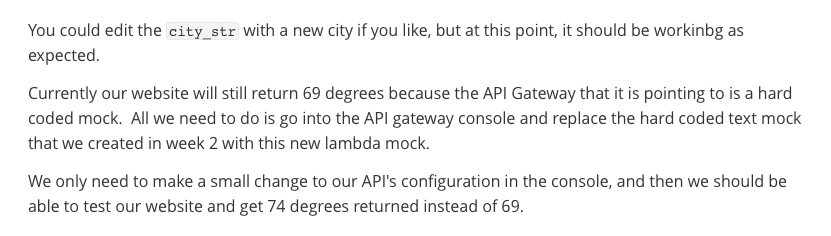 You could edit the city_str with a new city if you like, but at this point, it should be workinbg as
expected.
Currently our website will still return 69 degrees because the API Gateway that it is pointing to is a hard
coded mock.  All we need to do is go into the API gateway console and replace the hard coded text mock
that we created in week 2 with this new lambda mock.
We only need to make a small change to our API's configuration in the console, and then we should be
able to test our website and get 74 degrees returned instead of 69.